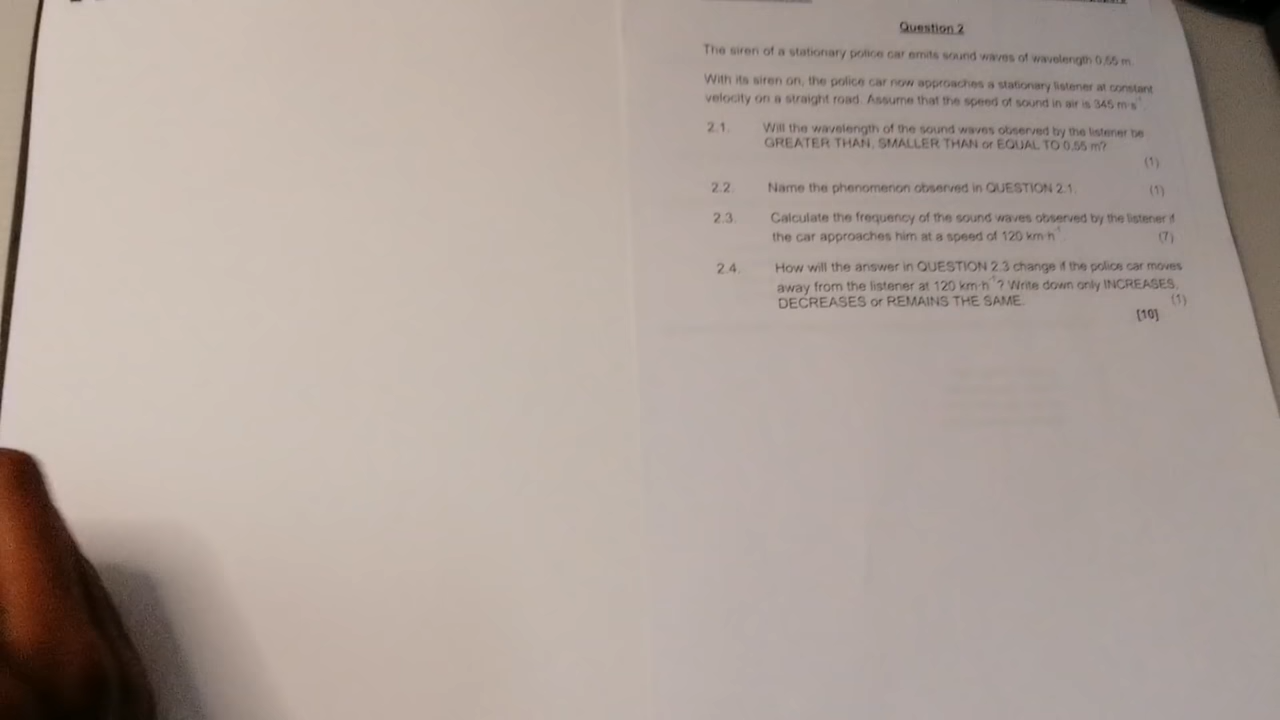 Question 2
The siren of a stationary police car emits sound waves of wavelength 0,55 m.
With its siren on, the police car now approaches a stationary listener at constant
velocity on a straight road. Assume that the speed of sound in air is 345 m·s⁻¹.
2.1. Will the wavelength of the sound waves observed by the listener be
GREATER THAN, SMALLER THAN or EQUAL TO 0,55 m?
(1)
2.2. Name the phenomenon observed in QUESTION 2.1. (1)
2.3. Calculate the frequency of the sound waves observed by the listener if
the car approaches him at a speed of 120 km·h⁻¹. (7)
2.4. How will the answer in QUESTION 2.3 change if the police car moves
away from the listener at 120 km·h⁻¹? Write down only INCREASES,
DECREASES or REMAINS THE SAME. (1)
[10]